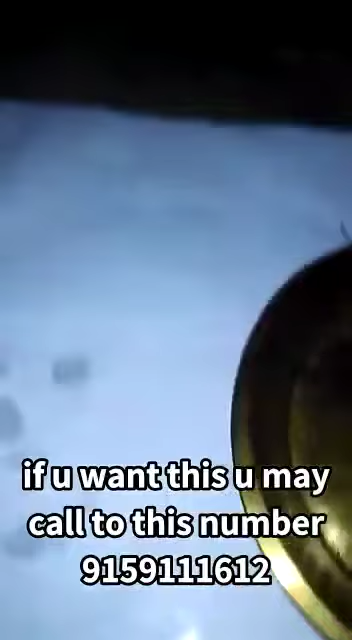 if u want this u may
call to this number
9159111612